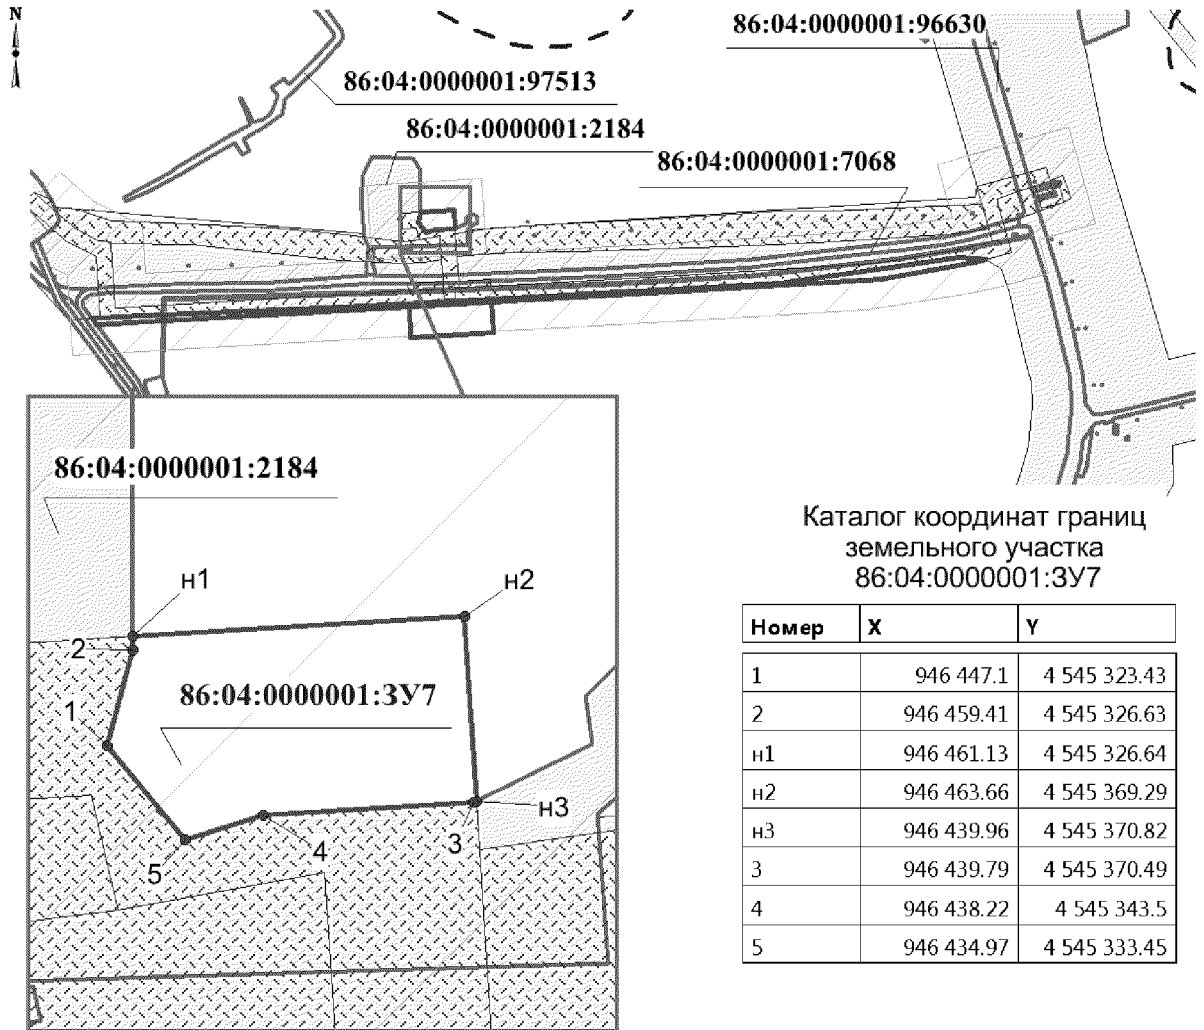 N
86:04:0000001:96630
86:04:0000001:97513
86:04:0000001:2184
86:04:0000001:7068
86:04:0000001:2184
н1
н2
2
86:04:0000001:ЗУ7
1
н3
3
4
5
Каталог координат границ
земельного участка
86:04:0000001:ЗУ7
Номер X Y
1 946 447.1 4 545 323.43
2 946 459.41 4 545 326.63
н1 946 461.13 4 545 326.64
н2 946 463.66 4 545 369.29
н3 946 439.96 4 545 370.82
3 946 439.79 4 545 370.49
4 946 438.22 4 545 343.5
5 946 434.97 4 545 333.45